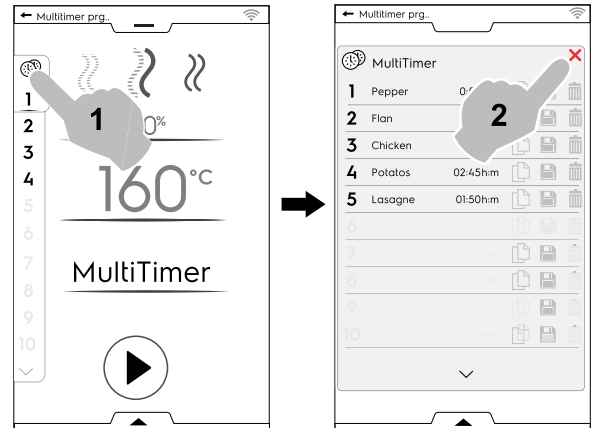 Multitimer prg..
1
2
3
4
5
6
7
8
9
10
1
%
160°C
MultiTimer
Multitimer prg..
MultiTimer
2
1 Pepper
2 Flan
3 Chicken
4 Potatos 02:45h:m
5 Lasagne 01:50h:m
6
7
8
9
10